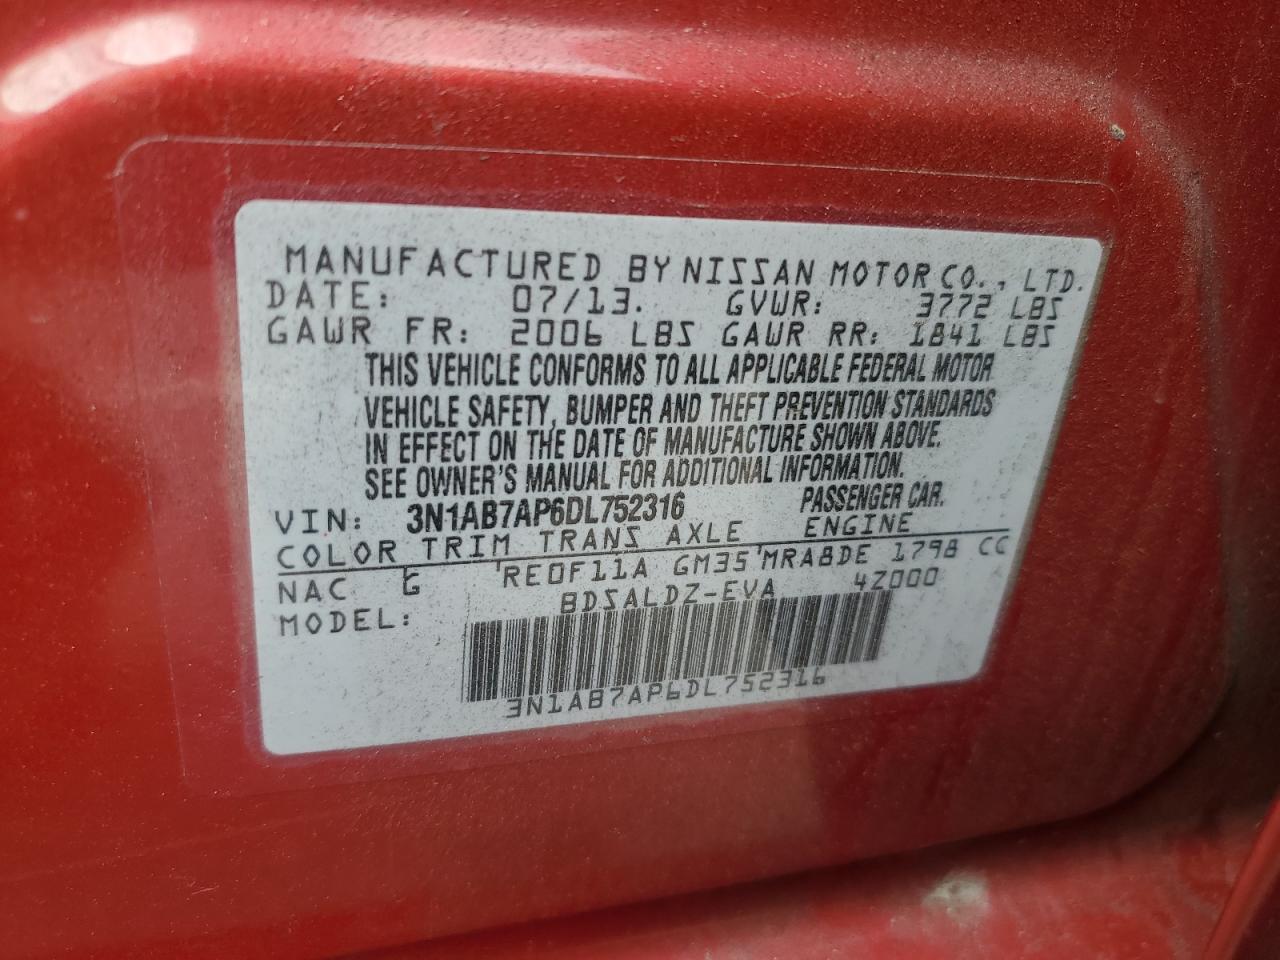 MANUFACTURED BY NISSAN MOTOR CO., LTD.
DATE: 07/13. GVWR: 3772 LBS
GAWR FR: 2006 LBS GAWR RR: 1841 LBS
THIS VEHICLE CONFORMS TO ALL APPLICABLE FEDERAL MOTOR
VEHICLE SAFETY, BUMPER AND THEFT PREVENTION STANDARDS
IN EFFECT ON THE DATE OF MANUFACTURE SHOWN ABOVE.
SEE OWNER'S MANUAL FOR ADDITIONAL INFORMATION.
VIN: 3N1AB7AP6DL752316 PASSENGER CAR.
COLOR TRIM TRANS AXLE ENGINE
NAC G RE0F11A GM35 MRA8DE 1798 CC
MODEL: BDSALDZ-EVA 4Z000
3N1AB7AP6DL752316